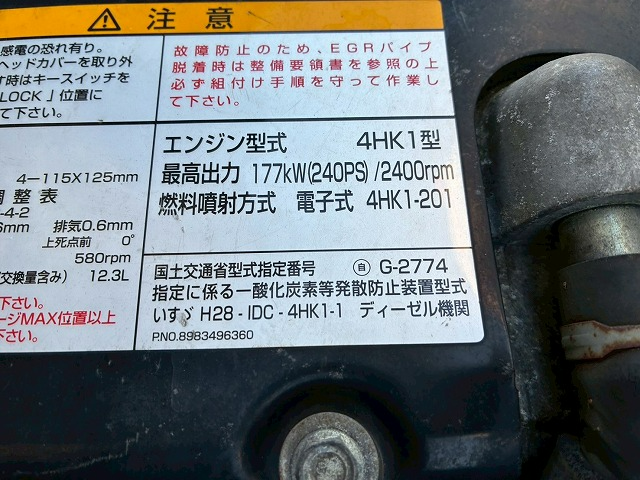 注意
感電の恐れ有り。
ヘッドカバーを取り外
す時はキースイッチを
LOCK」位置に
て下さい。
4-115X125mm
調整表
-4-2
6mm 排気0.6mm
上死点前 0°
580rpm
交換量含み) 12.3L
下さい。
ージMAX位置以上
下さい。
故障防止のため、EGRパイプ
脱着時は整備要領書を参照の上
必ず組付け手順を守って作業し
て下さい。
エンジン型式 4HK1型
最高出力 177kW(240PS)/2400rpm
燃料噴射方式 電子式 4HK1-201
国土交通省型式指定番号 自 G-2774
指定に係る一酸化炭素等発散防止装置型式
いすゞ H28-IDC-4HK1-1 ディーゼル機関
P.NO.8983496360